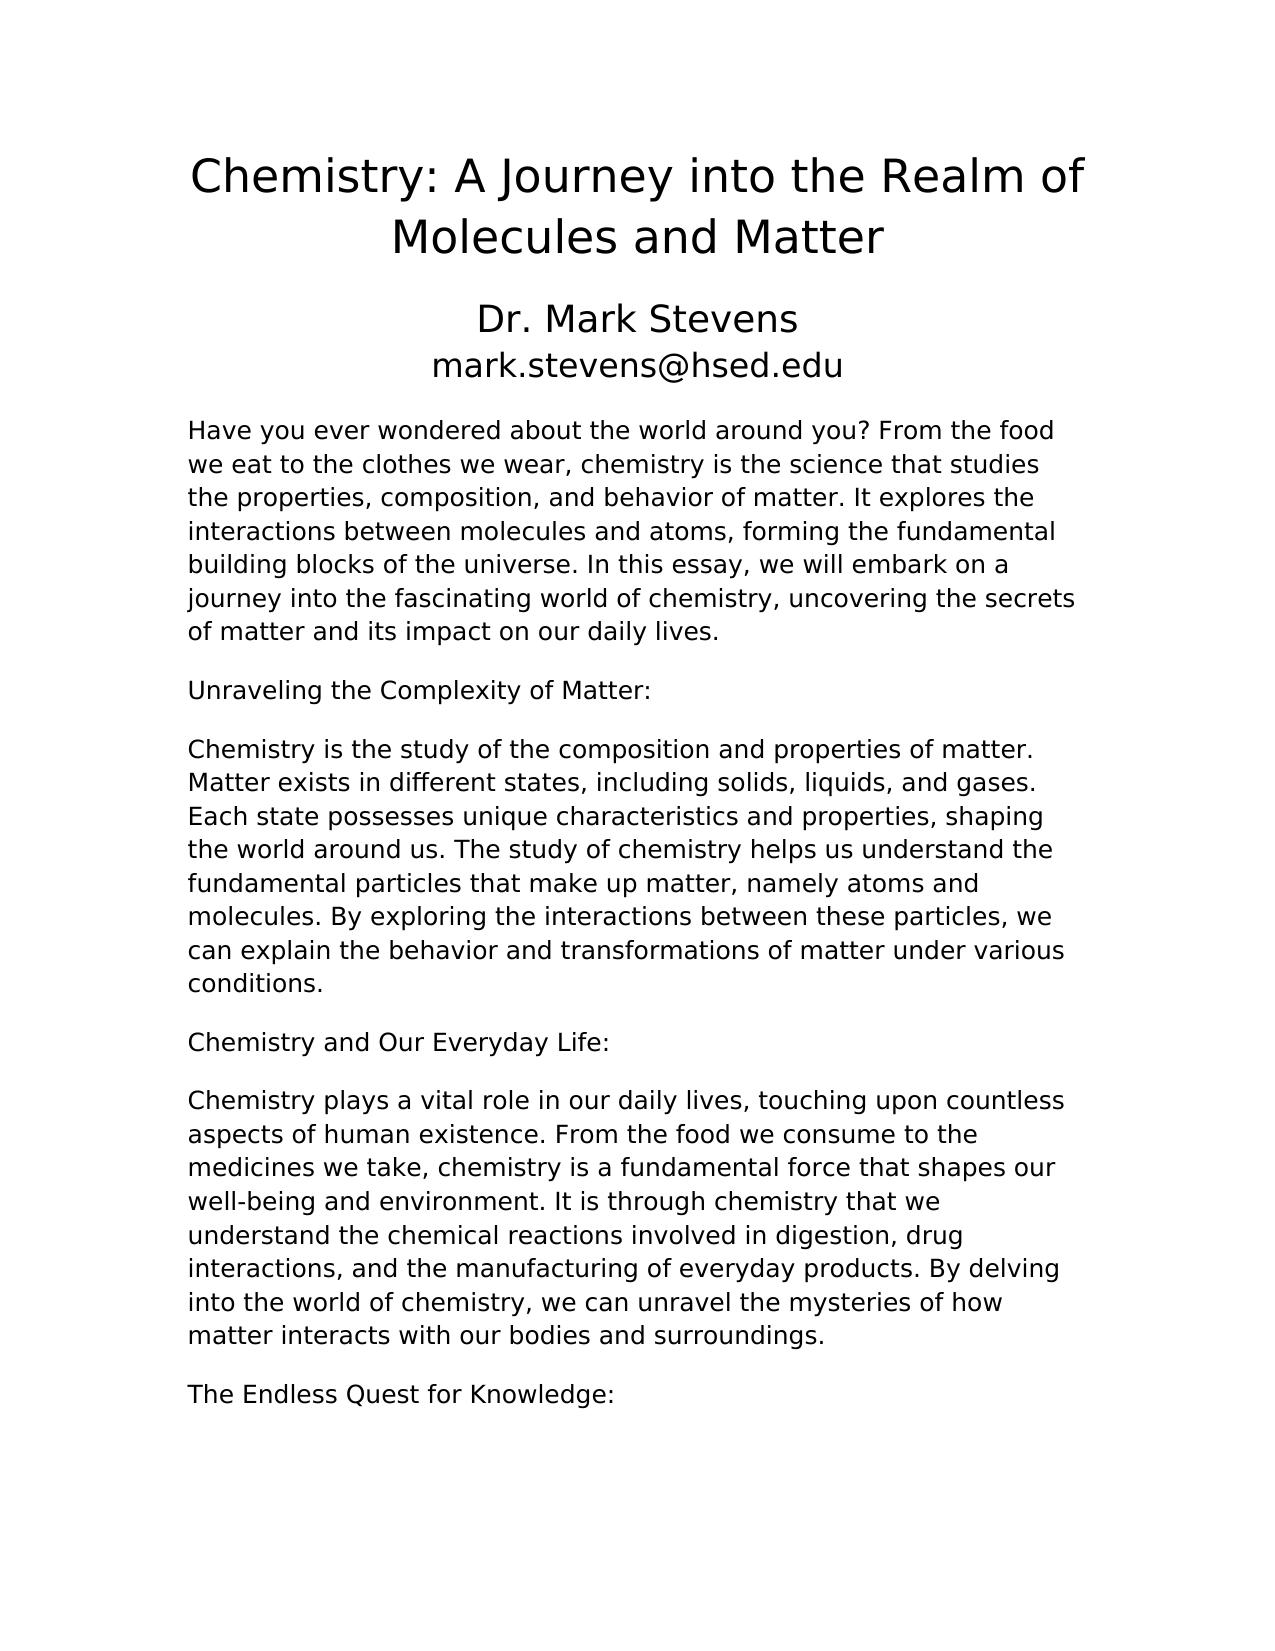 Chemistry: A Journey into the Realm of
Molecules and Matter
Dr. Mark Stevens
mark.stevens@hsed.edu
Have you ever wondered about the world around you? From the food
we eat to the clothes we wear, chemistry is the science that studies
the properties, composition, and behavior of matter. It explores the
interactions between molecules and atoms, forming the fundamental
building blocks of the universe. In this essay, we will embark on a
journey into the fascinating world of chemistry, uncovering the secrets
of matter and its impact on our daily lives.
Unraveling the Complexity of Matter:
Chemistry is the study of the composition and properties of matter.
Matter exists in different states, including solids, liquids, and gases.
Each state possesses unique characteristics and properties, shaping
the world around us. The study of chemistry helps us understand the
fundamental particles that make up matter, namely atoms and
molecules. By exploring the interactions between these particles, we
can explain the behavior and transformations of matter under various
conditions.
Chemistry and Our Everyday Life:
Chemistry plays a vital role in our daily lives, touching upon countless
aspects of human existence. From the food we consume to the
medicines we take, chemistry is a fundamental force that shapes our
well-being and environment. It is through chemistry that we
understand the chemical reactions involved in digestion, drug
interactions, and the manufacturing of everyday products. By delving
into the world of chemistry, we can unravel the mysteries of how
matter interacts with our bodies and surroundings.
The Endless Quest for Knowledge: